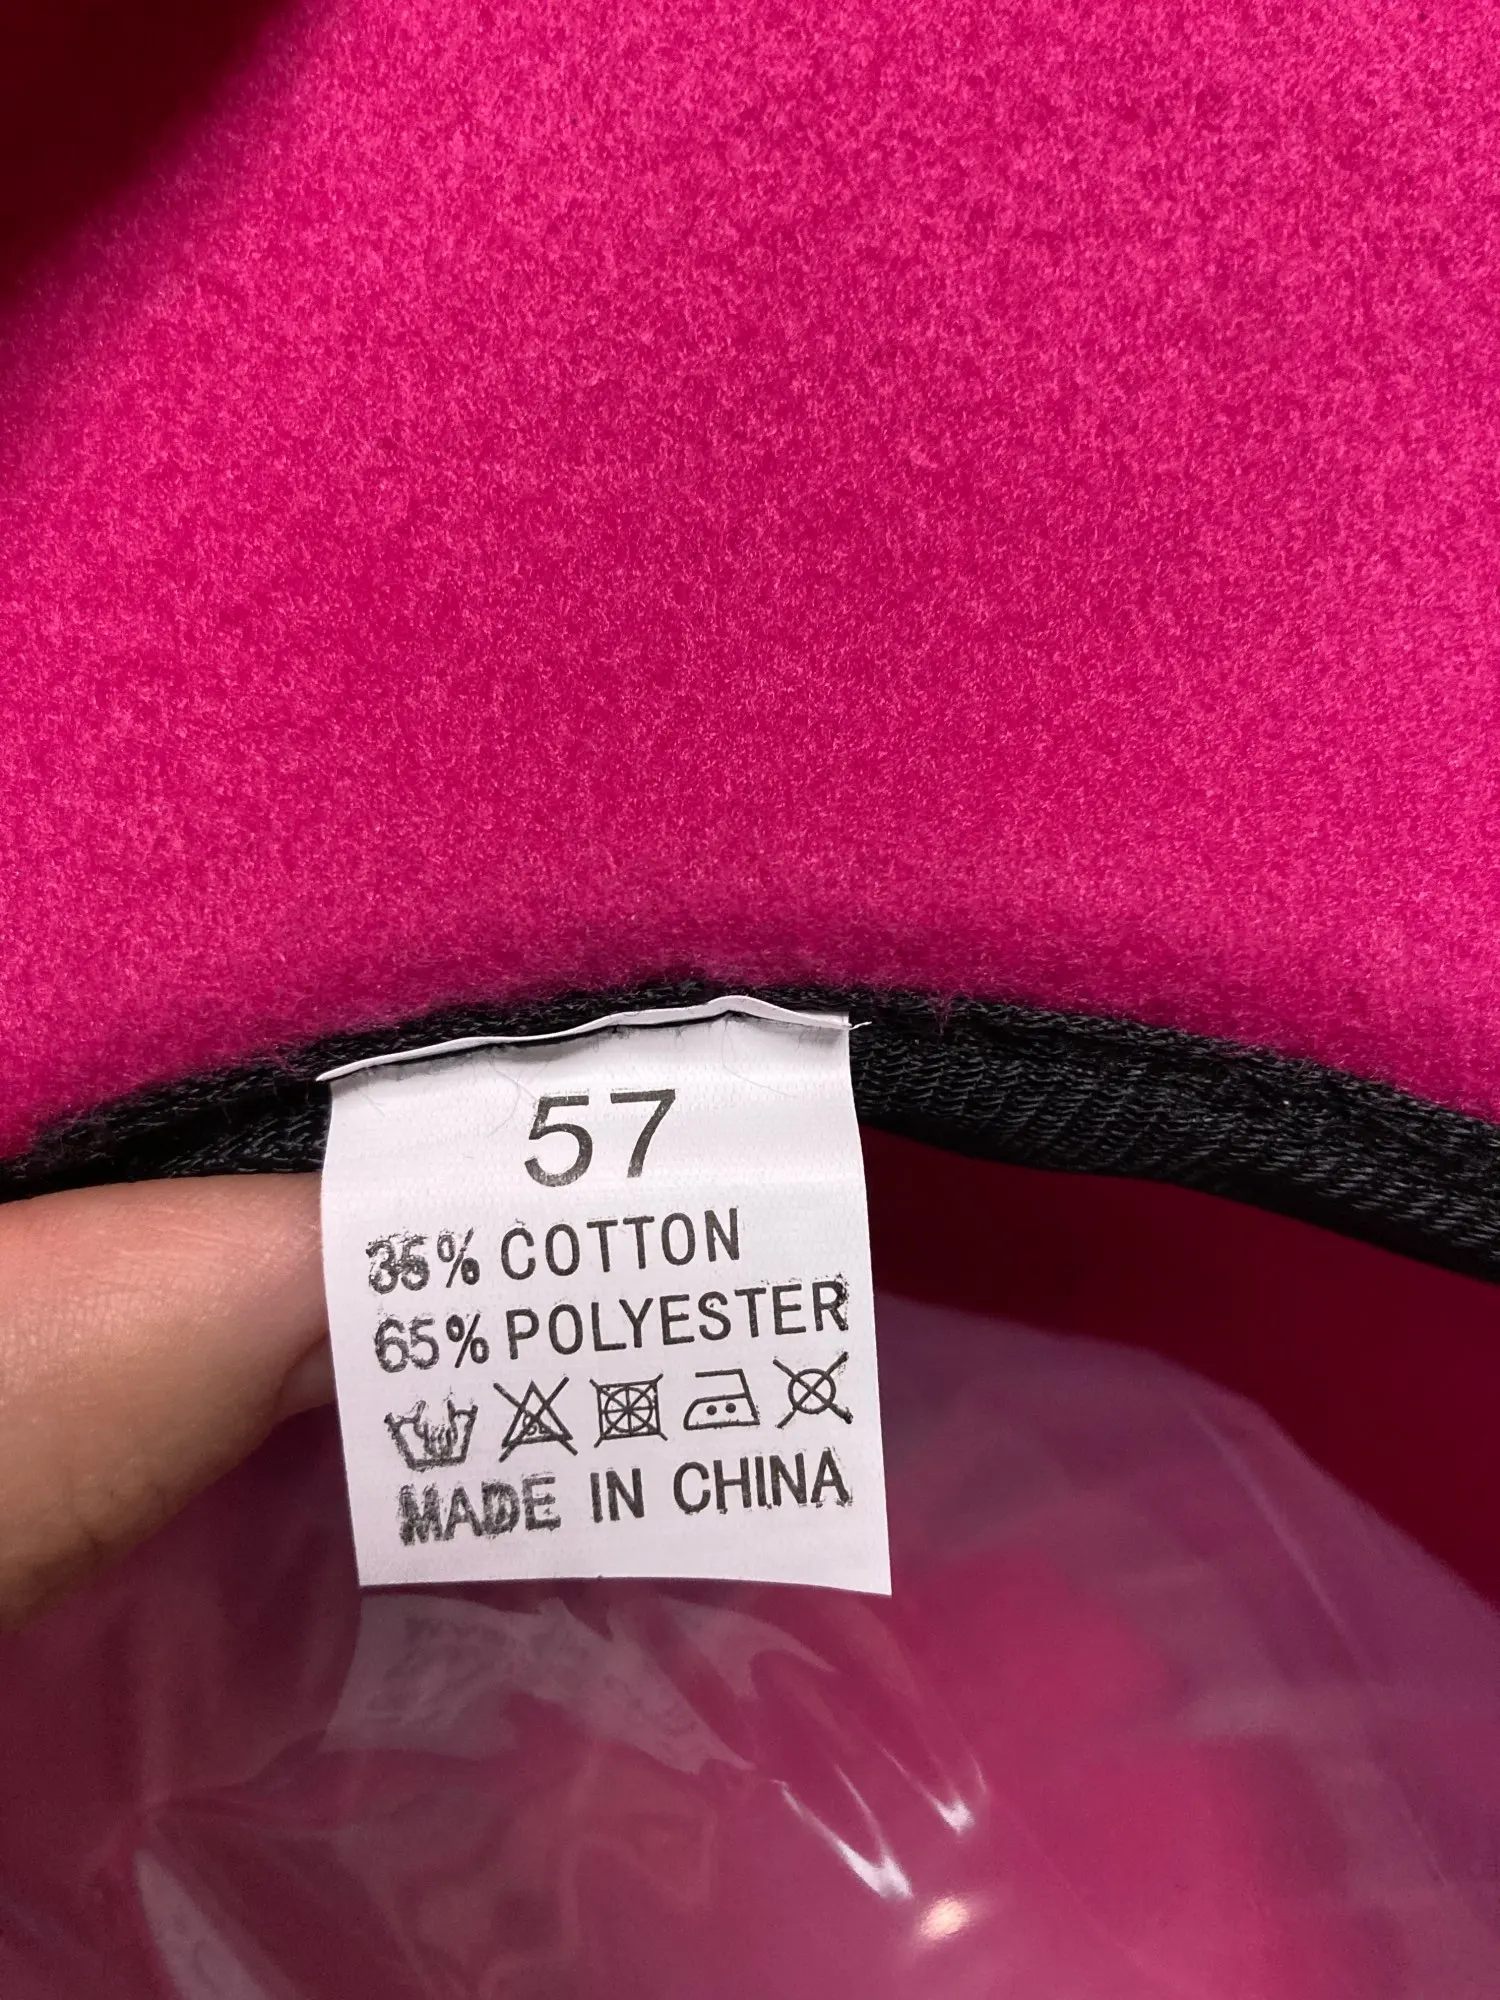 57
35% COTTON
65% POLYESTER
MADE IN CHINA